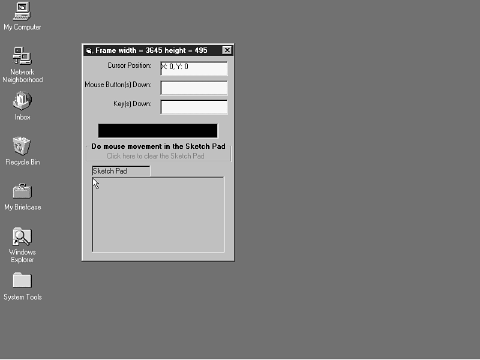 My Computer
Network
Neighborhood
Inbox
Recycle Bin
My Briefcase
Windows
Explorer
System Tools
Frame width = 3645 height = 495
Cursor Position:
X: 0, Y: 0
Mouse Button(s) Down:
Key(s) Down:
Do mouse movement in the Sketch Pad
Click here to clear the Sketch Pad
Sketch Pad